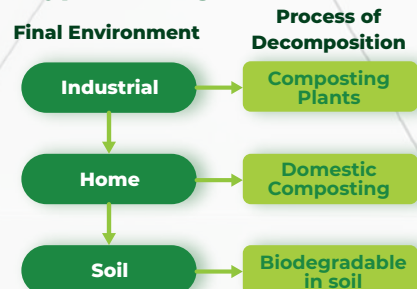 Final Environment
Process of
Decomposition
Industrial
Composting
Plants
Home
Domestic
Composting
Soil
Biodegradable
in soil